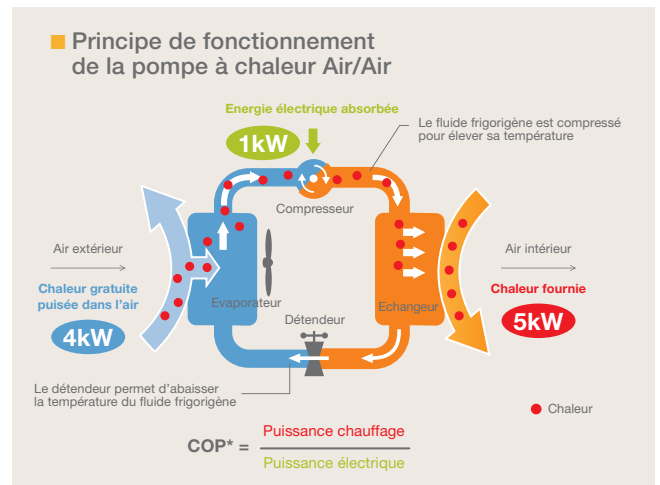 Principe de fonctionnement
de la pompe à chaleur Air/Air
Energie électrique absorbée
1kW
Le fluide frigorigène est compressé
pour élever sa température
Compresseur
Air extérieur
Chaleur gratuite
puisée dans l'air
4kW
Evaporateur
Détendeur
Echangeur
Air intérieur
Chaleur fournie
5kW
Le détendeur permet d'abaisser
la température du fluide frigorigène
Chaleur
COP* =
Puissance chauffage
Puissance électrique